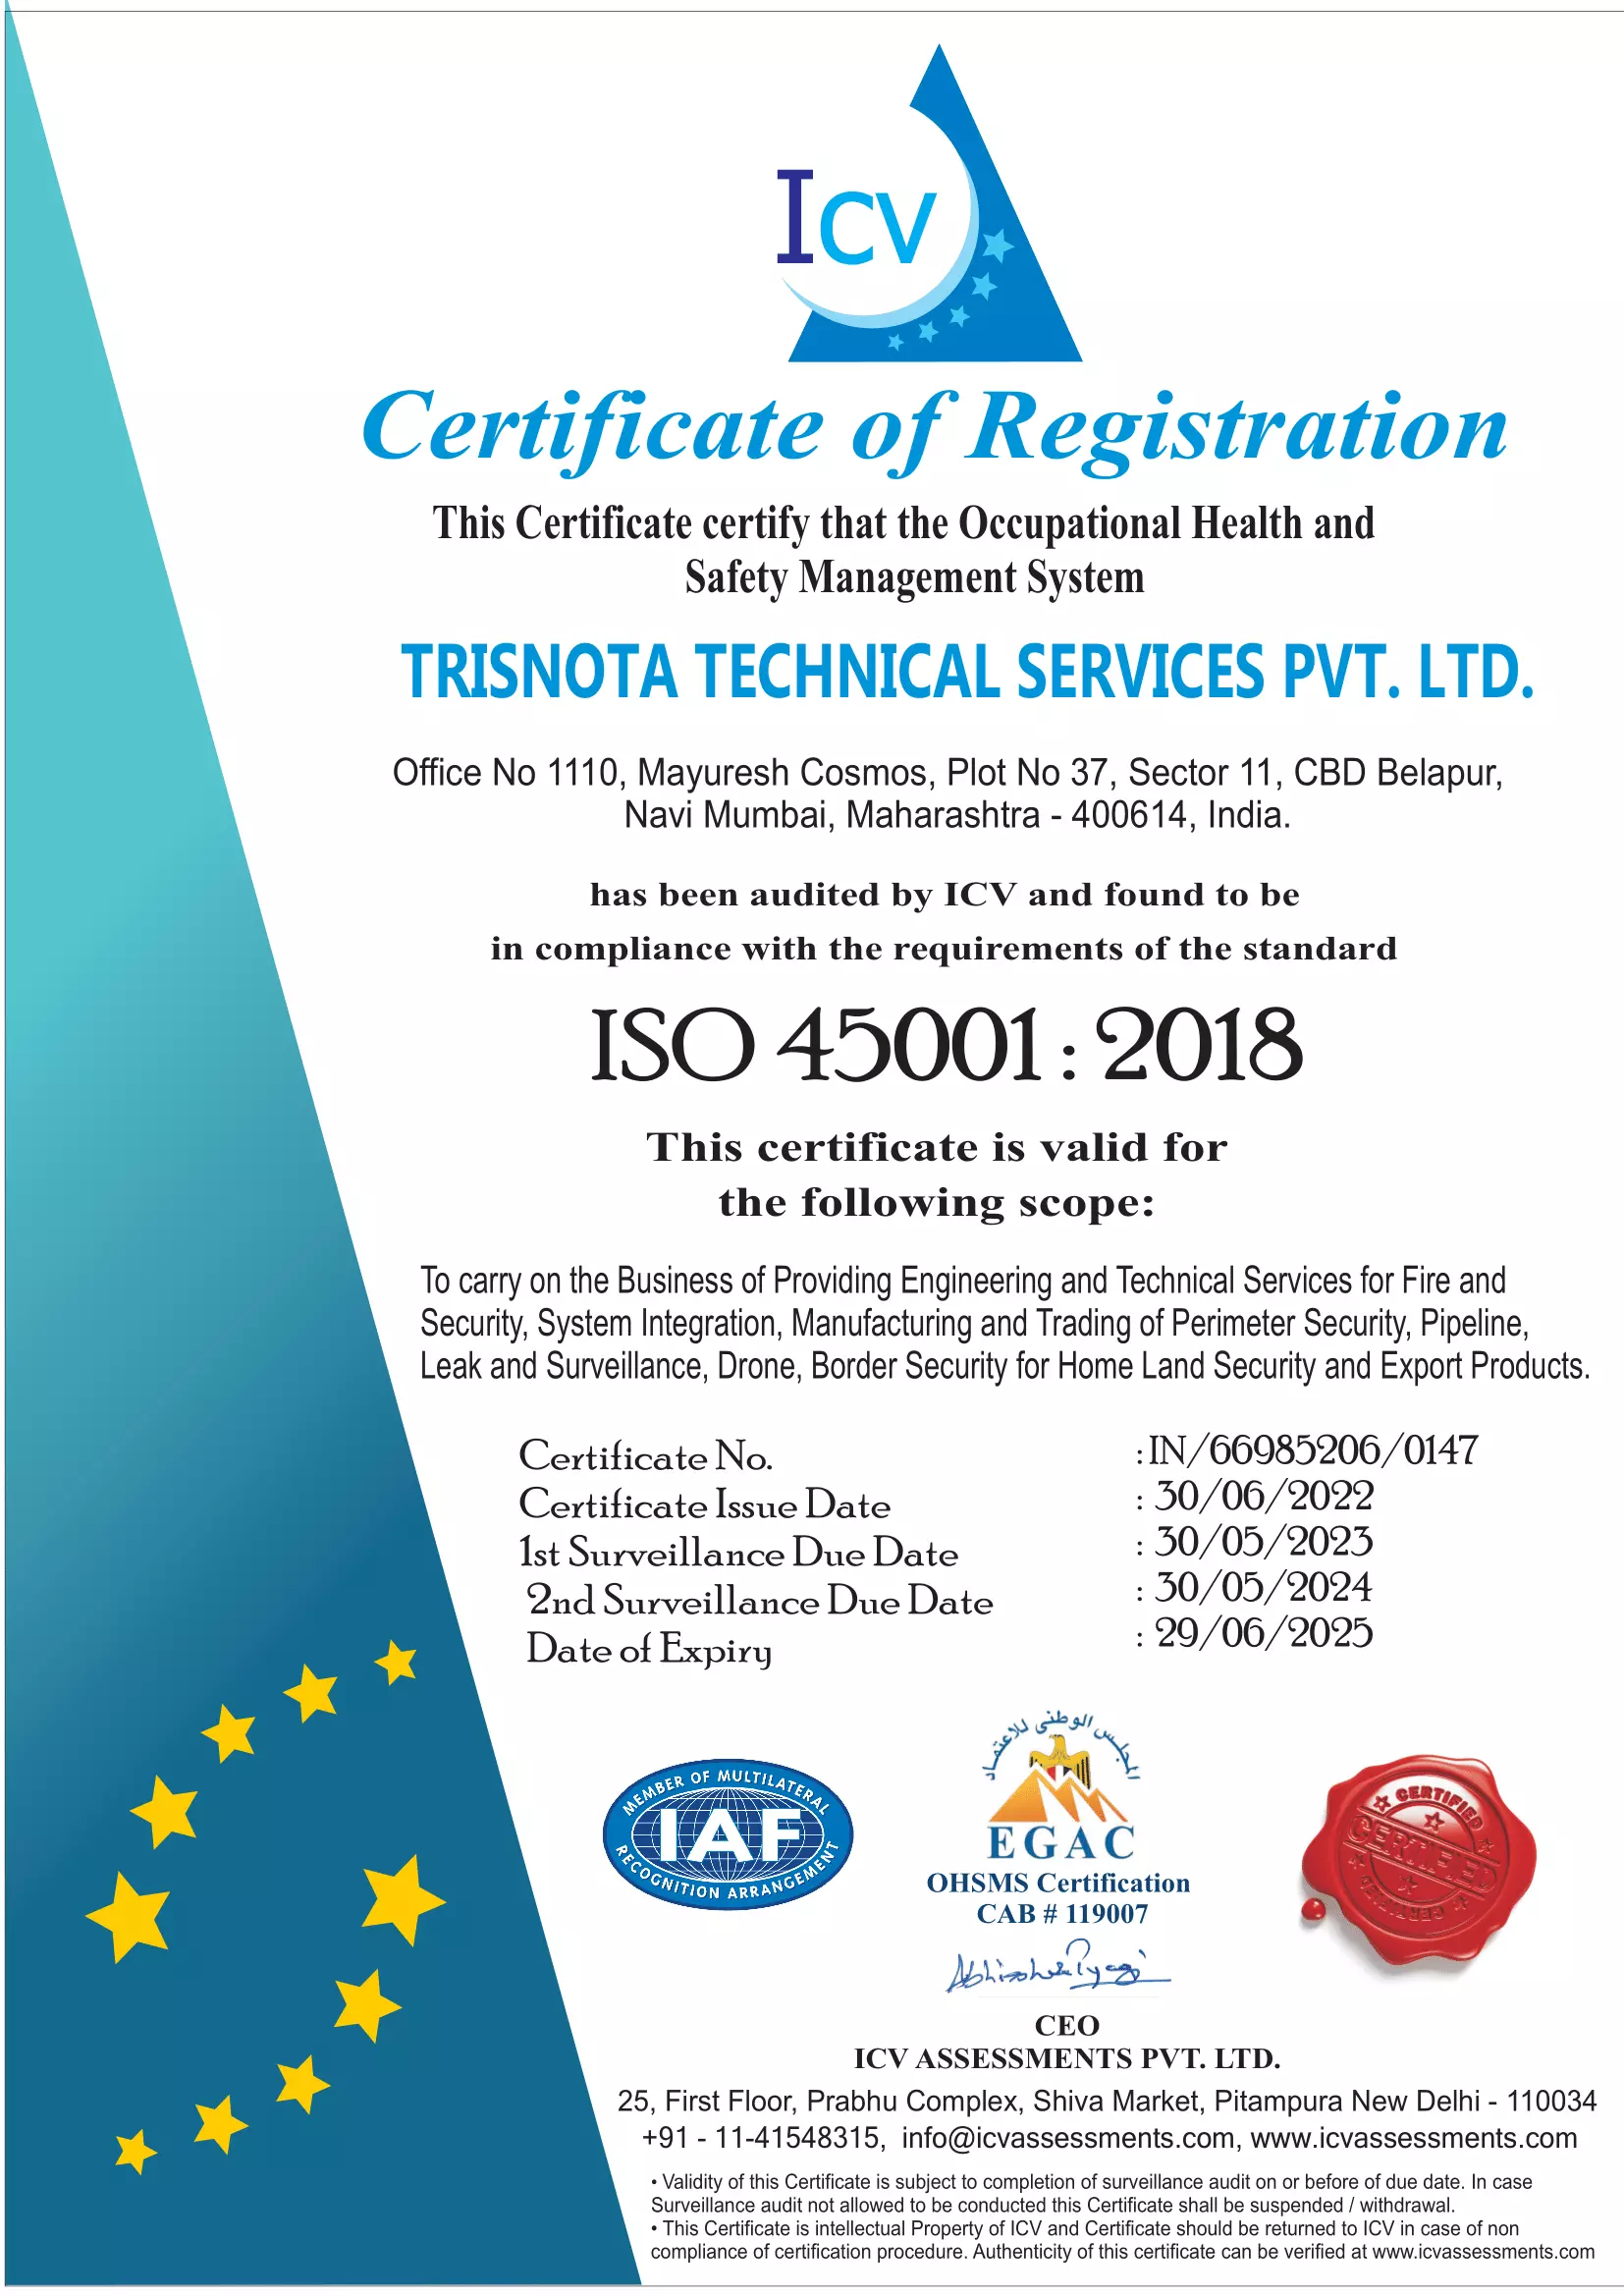 ICV
Certificate of Registration
This Certificate certify that the Occupational Health and
Safety Management System
TRISNOTA TECHNICAL SERVICES PVT. LTD.
Office No 1110, Mayuresh Cosmos, Plot No 37, Sector 11, CBD Belapur,
Navi Mumbai, Maharashtra - 400614, India.
has been audited by ICV and found to be
in compliance with the requirements of the standard
ISO 45001 : 2018
This certificate is valid for
the following scope:
To carry on the Business of Providing Engineering and Technical Services for Fire and
Security, System Integration, Manufacturing and Trading of Perimeter Security, Pipeline,
Leak and Surveillance, Drone, Border Security for Home Land Security and Export Products.
Certificate No. : IN/66985206/0147
Certificate Issue Date : 30/06/2022
1st Surveillance Due Date : 30/05/2023
2nd Surveillance Due Date : 30/05/2024
Date of Expiry : 29/06/2025
MEMBER OF MULTILATERAL
IAF
RECOGNITION ARRANGEMENT
المجلس الوطنى للاعتماد
EGAC
OHSMS Certification
CAB # 119007
CERTIFIED
CERTIFIED
CERTIFIED
CEO
ICV ASSESSMENTS PVT. LTD.
25, First Floor, Prabhu Complex, Shiva Market, Pitampura New Delhi - 110034
+91 - 11-41548315, info@icvassessments.com, www.icvassessments.com
• Validity of this Certificate is subject to completion of surveillance audit on or before of due date. In case
Surveillance audit not allowed to be conducted this Certificate shall be suspended / withdrawal.
• This Certificate is intellectual Property of ICV and Certificate should be returned to ICV in case of non
compliance of certification procedure. Authenticity of this certificate can be verified at www.icvassessments.com